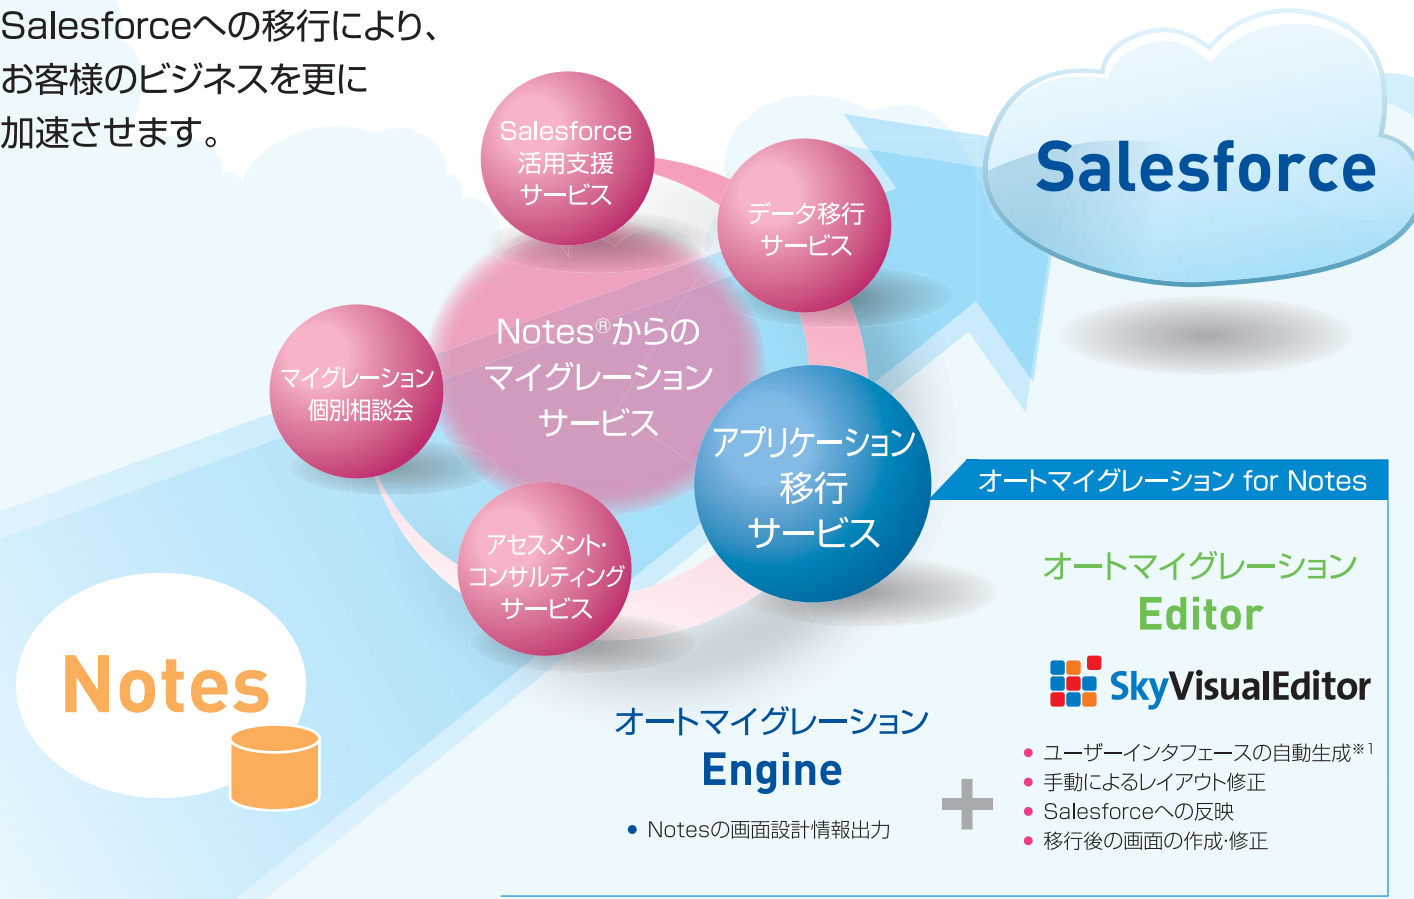 Salesforceへの移行により、
お客様のビジネスを更に
加速させます。
Salesforce
活用支援
サービス
データ移行
サービス
Salesforce
Notes®からの
マイグレーション
サービス
マイグレーション
個別相談会
アプリケーション
移行
サービス
アセスメント・
コンサルティング
サービス
Notes
オートマイグレーション for Notes
オートマイグレーション
Engine
• Notesの画面設計情報出力
+
オートマイグレーション
Editor
SkyVisualEditor
• ユーザーインタフェースの自動生成※1
• 手動によるレイアウト修正
• Salesforceへの反映
• 移行後の画面の作成・修正